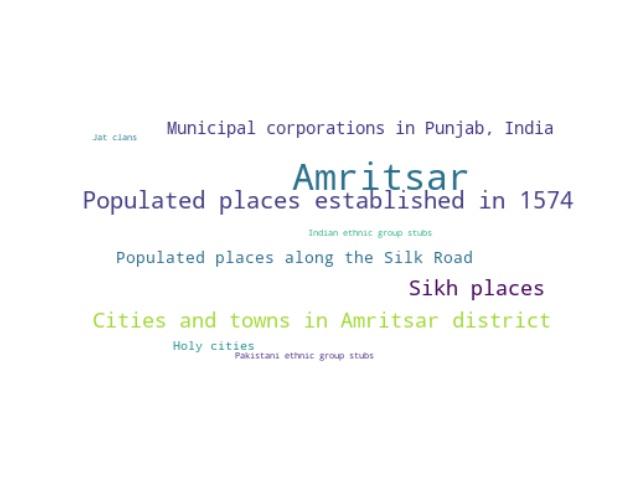 Municipal corporations in Punjab, India
Jat clans
Amritsar
Populated places established in 1574
Indian ethnic group stubs
Populated places along the Silk Road
Sikh places
Cities and towns in Amritsar district
Holy cities
Pakistani ethnic group stubs